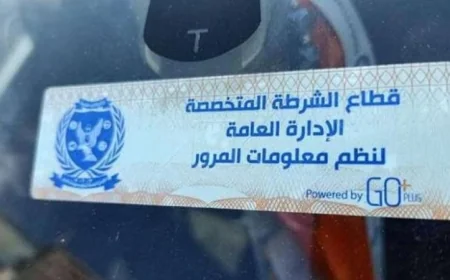 T
قطاع الشرطة المتخصصة
الإدارة العامة
لنظم معلومات المرور
Powered by GO+ PLUS